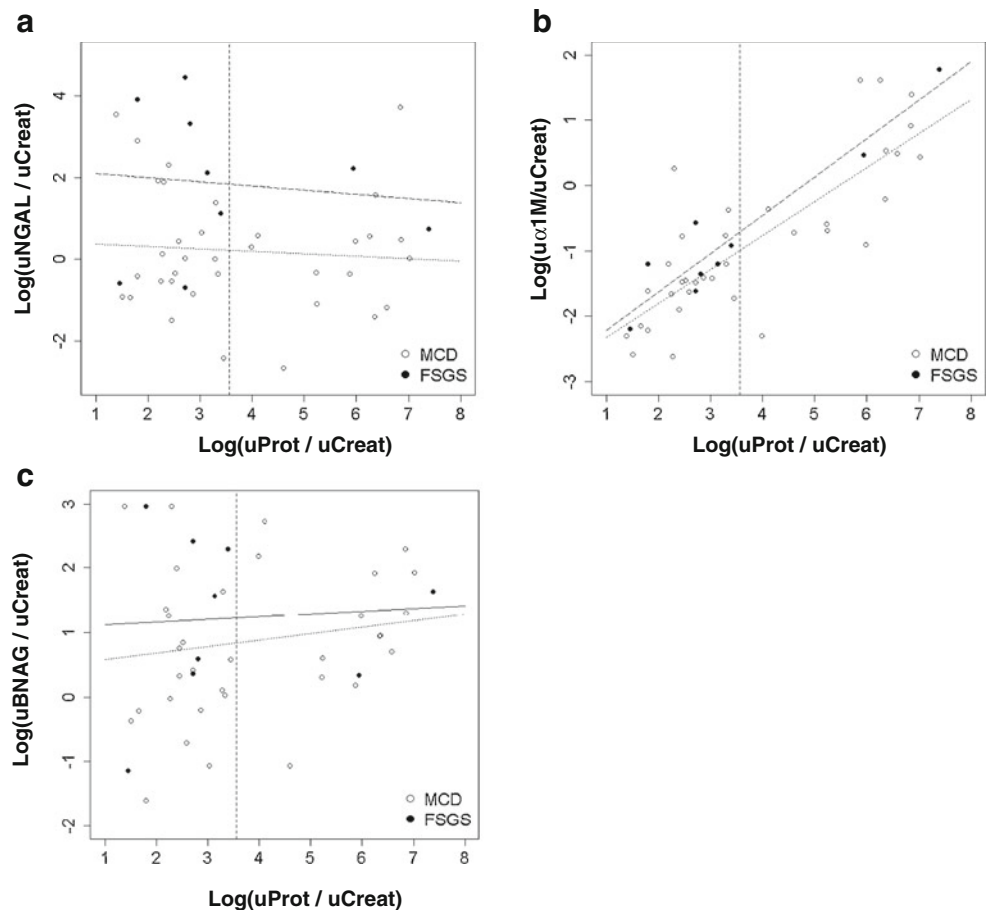 a
Log(uNGAL / uCreat)
4
2
0
-2
1 2 3 4 5 6 7 8
MCD
FSGS
Log(uProt / uCreat)
b
Log(uα1M/uCreat)
2
1
0
-1
-2
-3
1 2 3 4 5 6 7 8
MCD
FSGS
Log(uProt / uCreat)
c
Log(uBNAG / uCreat)
3
2
1
0
-1
-2
1 2 3 4 5 6 7 8
MCD
FSGS
Log(uProt / uCreat)